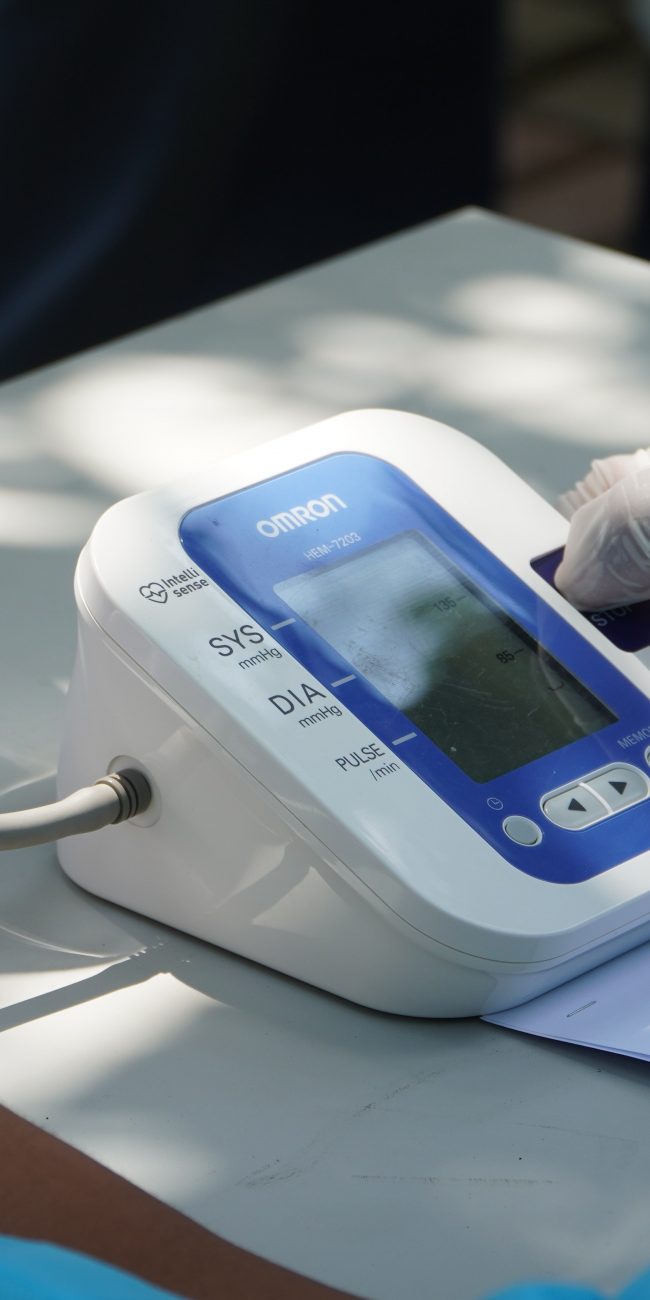 OMRON
HEM-7203
Intelli
sense
SYS
mmHg
135
DIA
mmHg
85
PULSE
/min